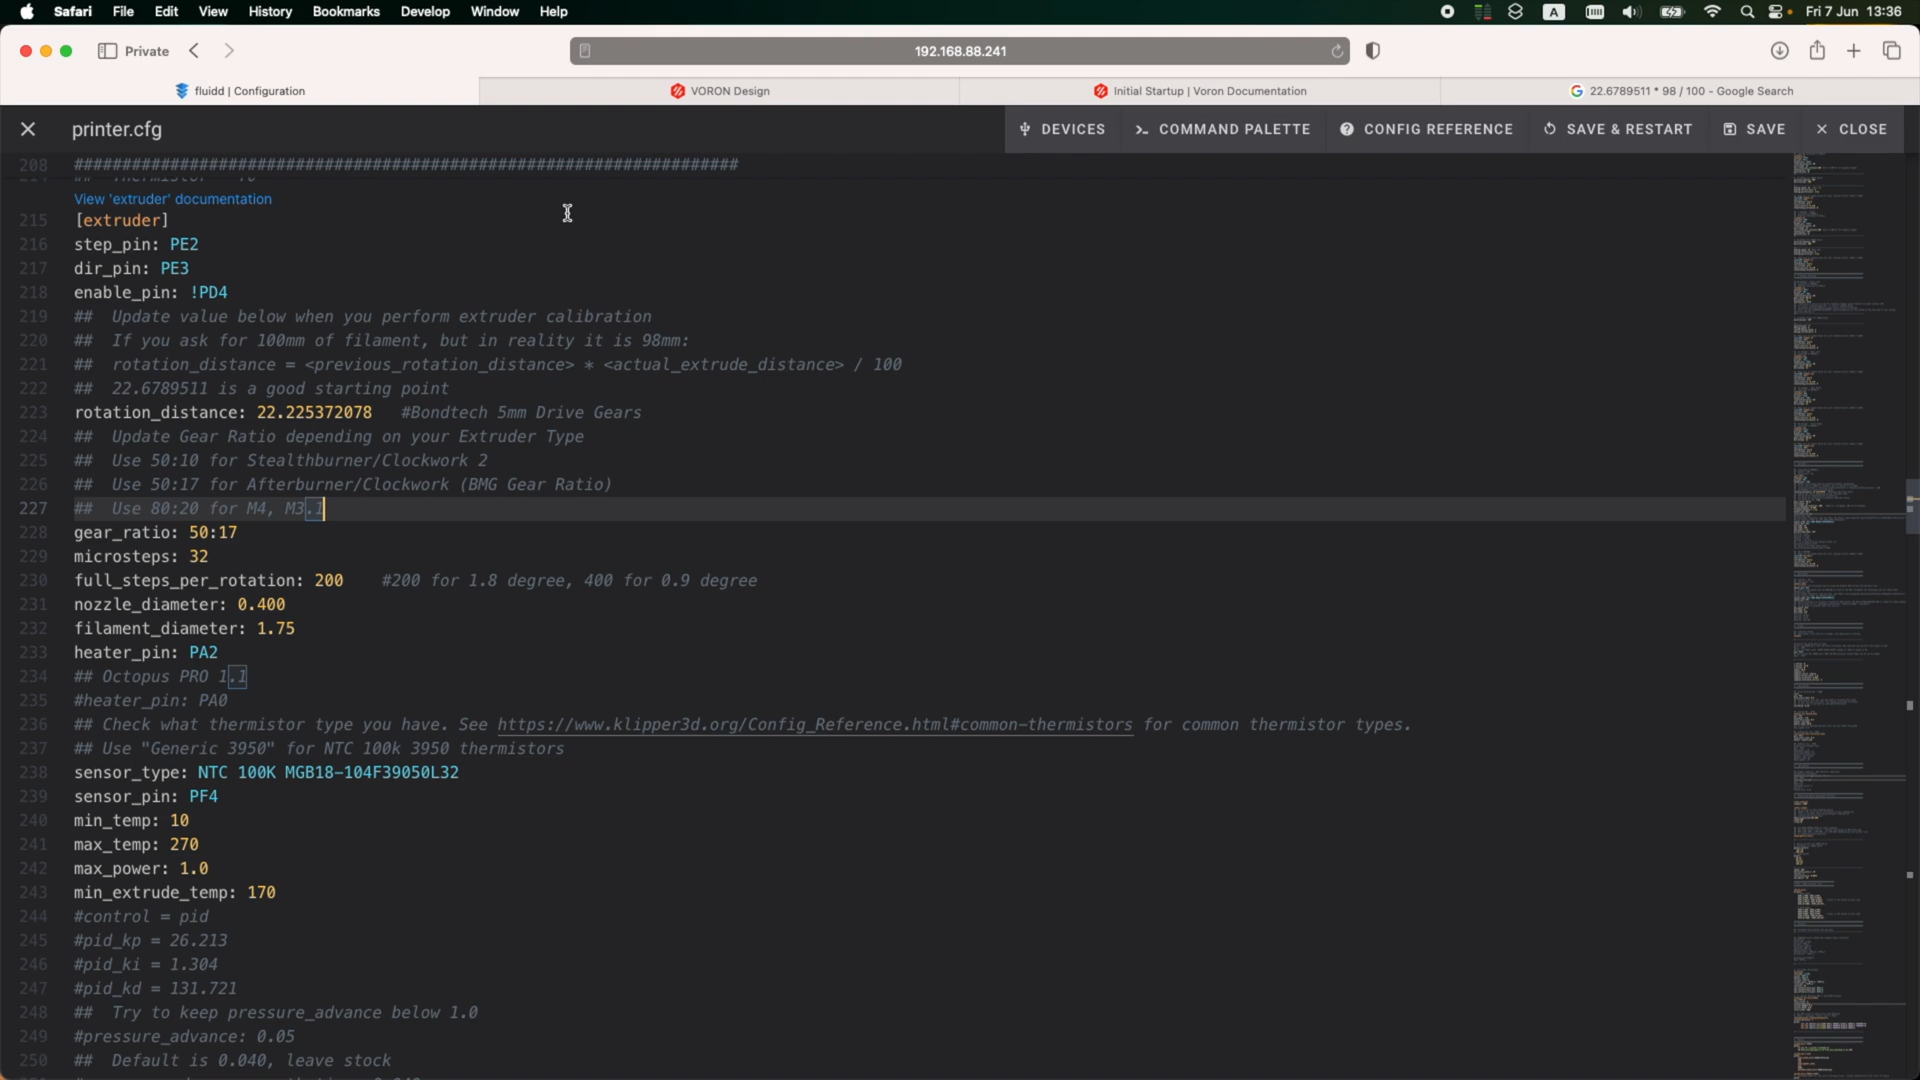 Safari File Edit View History Bookmarks Develop Window Help A Fri 7 Jun 13:36
Private 192.168.88.241
fluidd | Configuration VORON Design Initial Startup | Voron Documentation 22.6789511 * 98 / 100 - Google Search
printer.cfg DEVICES COMMAND PALETTE CONFIG REFERENCE SAVE & RESTART SAVE CLOSE
208 #####################################################################
View 'extruder' documentation
215 [extruder]
216 step_pin: PE2
217 dir_pin: PE3
218 enable_pin: !PD4
219 ## Update value below when you perform extruder calibration
220 ## If you ask for 100mm of filament, but in reality it is 98mm:
221 ## rotation_distance = <previous_rotation_distance> * <actual_extrude_distance> / 100
222 ## 22.6789511 is a good starting point
223 rotation_distance: 22.225372078 #Bondtech 5mm Drive Gears
224 ## Update Gear Ratio depending on your Extruder Type
225 ## Use 50:10 for Stealthburner/Clockwork 2
226 ## Use 50:17 for Afterburner/Clockwork (BMG Gear Ratio)
227 ## Use 80:20 for M4, M3.1
228 gear_ratio: 50:17
229 microsteps: 32
230 full_steps_per_rotation: 200 #200 for 1.8 degree, 400 for 0.9 degree
231 nozzle_diameter: 0.400
232 filament_diameter: 1.75
233 heater_pin: PA2
234 ## Octopus PRO 1.1
235 #heater_pin: PA0
236 ## Check what thermistor type you have. See https://www.klipper3d.org/Config_Reference.html#common-thermistors for common thermistor types.
237 ## Use "Generic 3950" for NTC 100k 3950 thermistors
238 sensor_type: NTC 100K MGB18-104F39050L32
239 sensor_pin: PF4
240 min_temp: 10
241 max_temp: 270
242 max_power: 1.0
243 min_extrude_temp: 170
244 #control = pid
245 #pid_kp = 26.213
246 #pid_ki = 1.304
247 #pid_kd = 131.721
248 ## Try to keep pressure_advance below 1.0
249 #pressure_advance: 0.05
250 ## Default is 0.040, leave stock